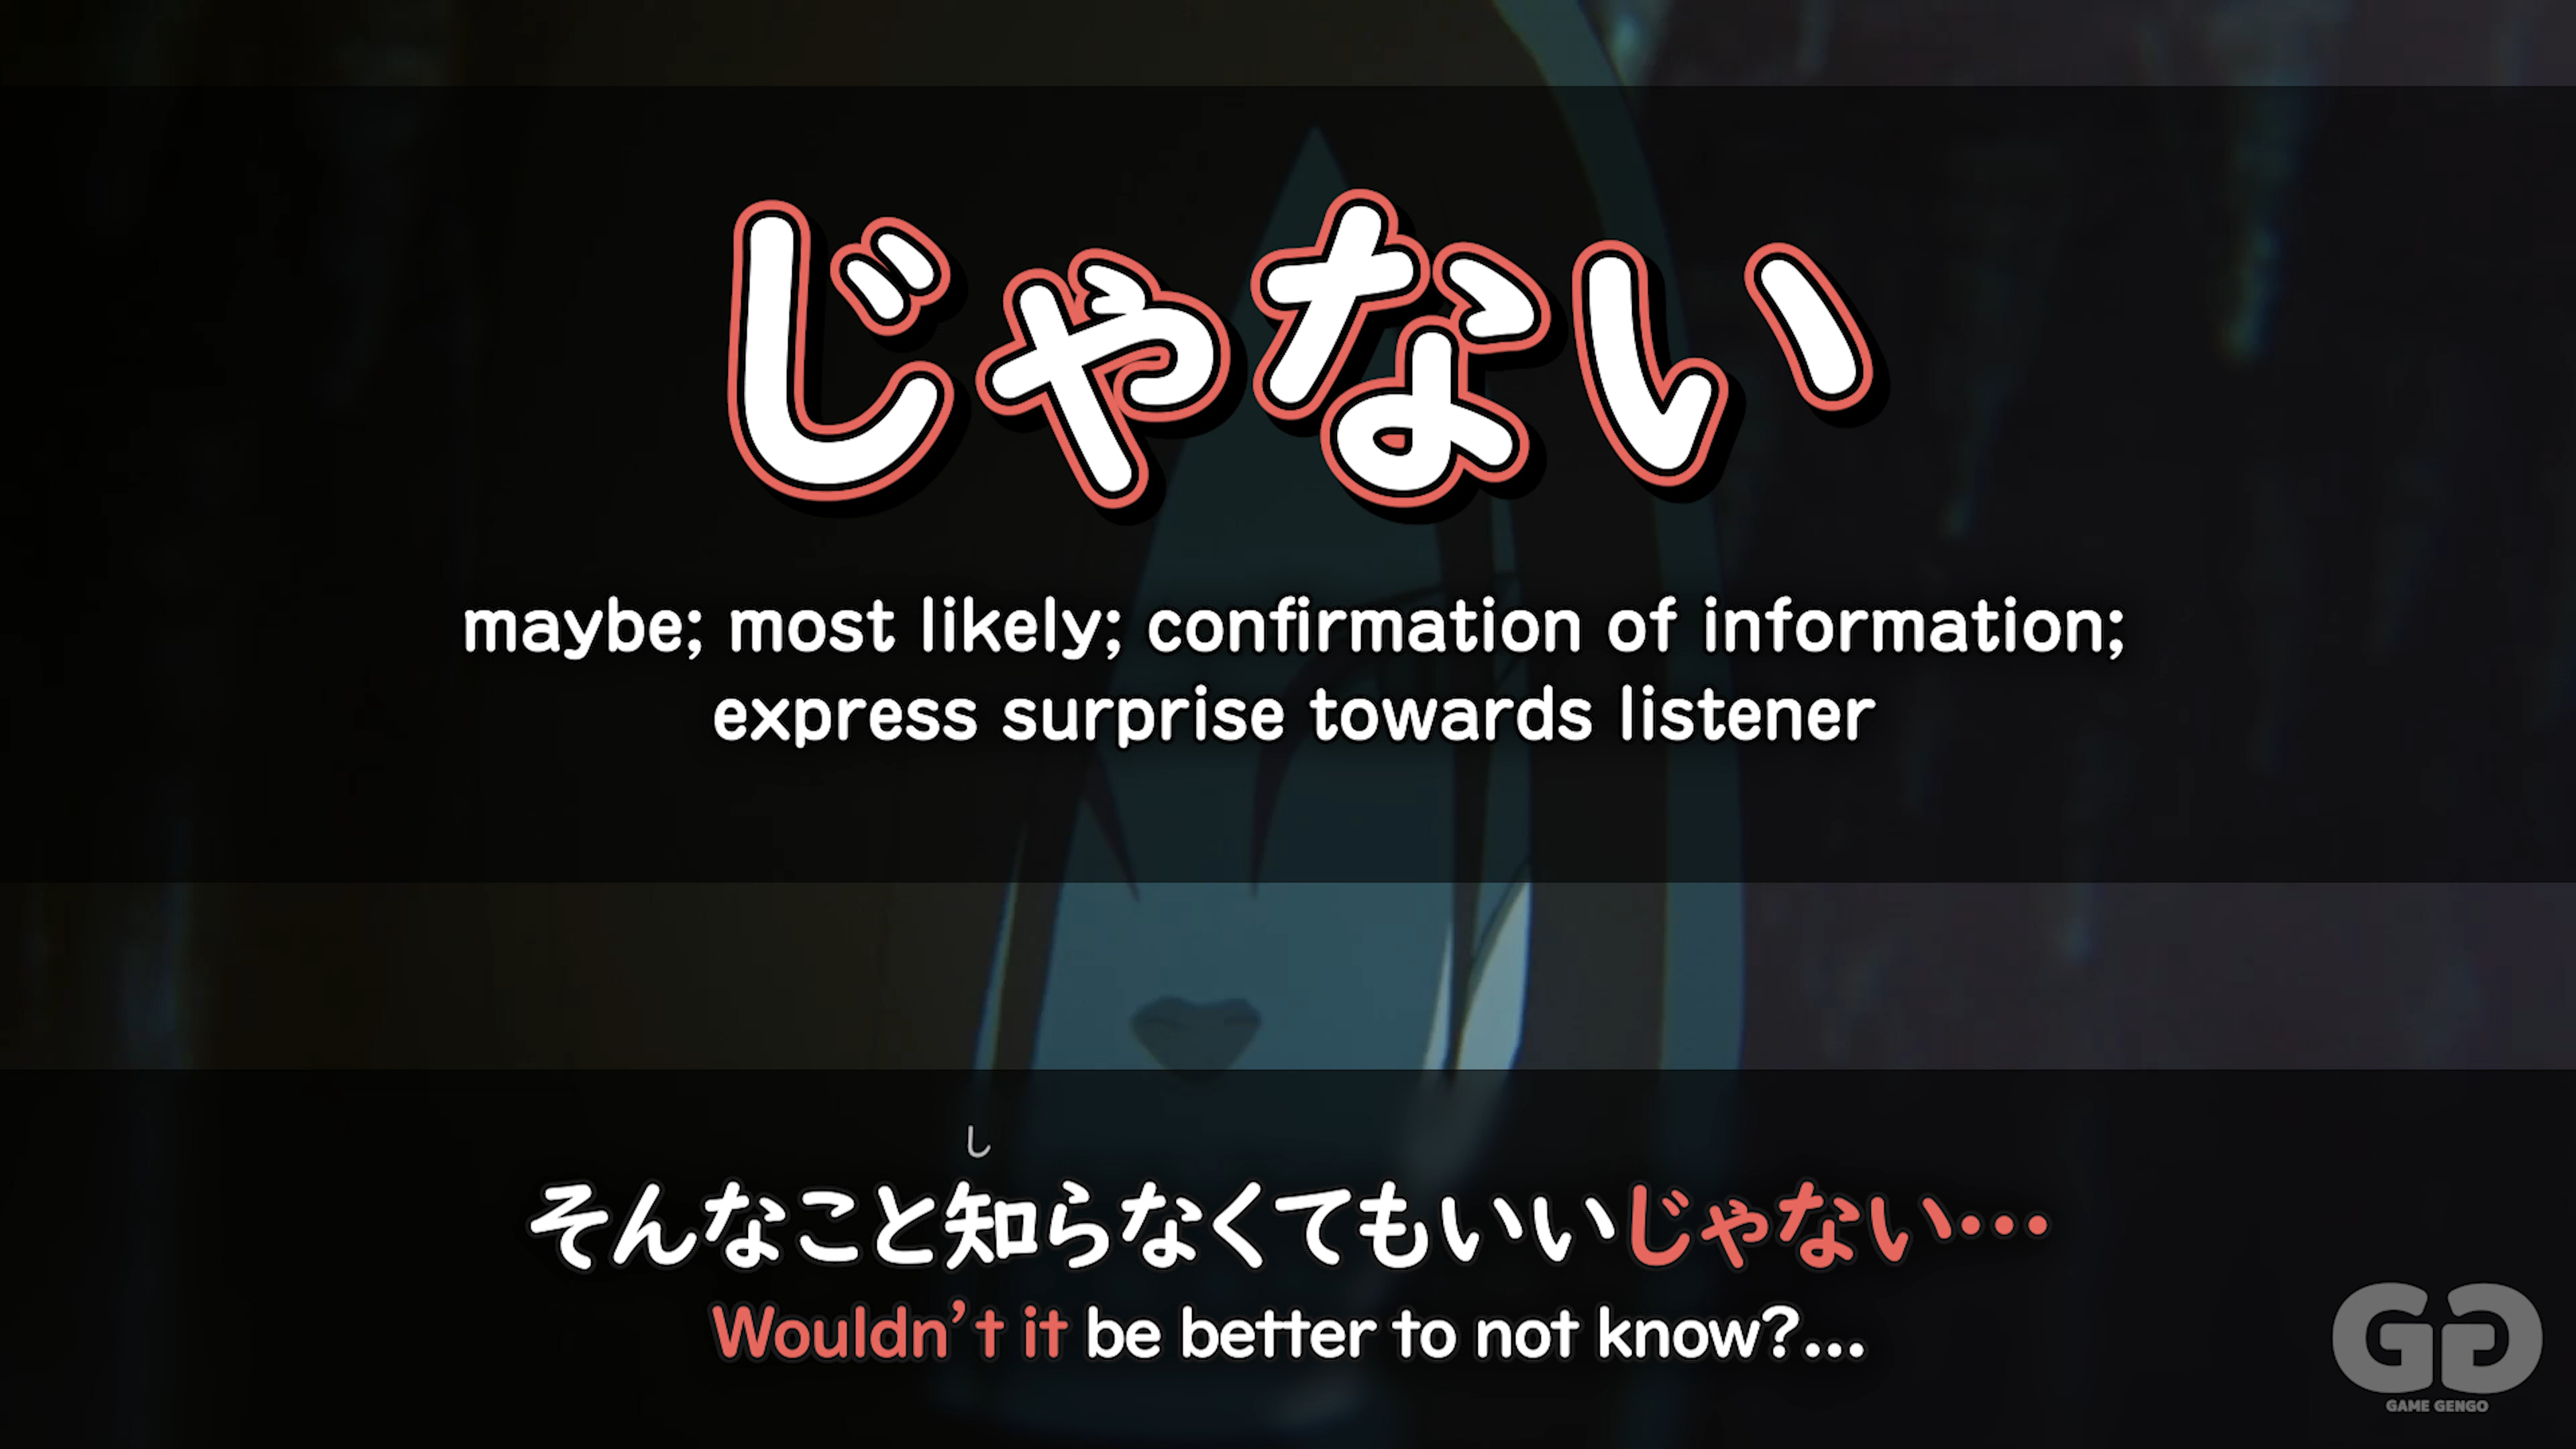 じゃない
maybe; most likely; confirmation of information;
express surprise towards listener
し
そんなこと知らなくてもいいじゃない…
Wouldn't it be better to not know?...
GG
GAME GENGO